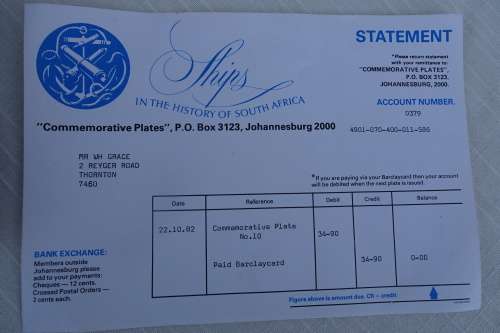 STATEMENT
*Please return statement
with your remittance to:
"COMMEMORATIVE PLATES",
P.O. BOX 3123,
JOHANNESBURG, 2000.
Ships
IN THE HISTORY OF SOUTH AFRICA
ACCOUNT NUMBER.
0379
"Commemorative Plates", P.O. Box 3123, Johannesburg 2000
4901-070-400-011-586
MR WH GRACE
2 REYGER ROAD
THORNTON
7460
*If you are paying via your Barclaycard then your account
will be debited when the next plate is issued.
Date Reference Debit Credit Balance
22.10.82 Commemorative Plate
No.10 34-90
Paid Barclaycard 34-90 0-00
BANK EXCHANGE:
Members outside
Johannesburg please
add to your payments:
Cheques — 12 cents.
Crossed Postal Orders —
2 cents each.
Figure above is amount due. CR = credit